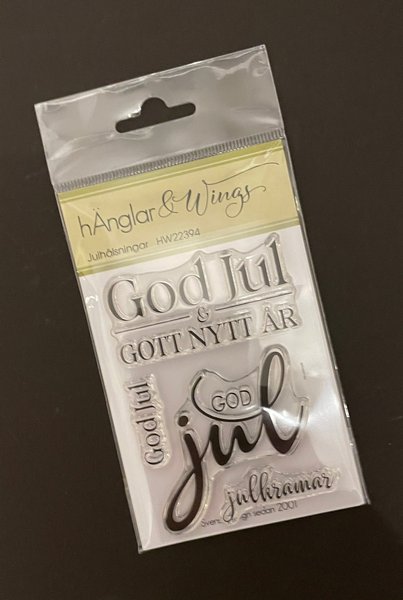 hÄnglar & Wings
Julhälsningar HW22394
God Jul
&
GOTT NYTT ÅR
God Jul
GOD
jul
julkramar
sedan 2001